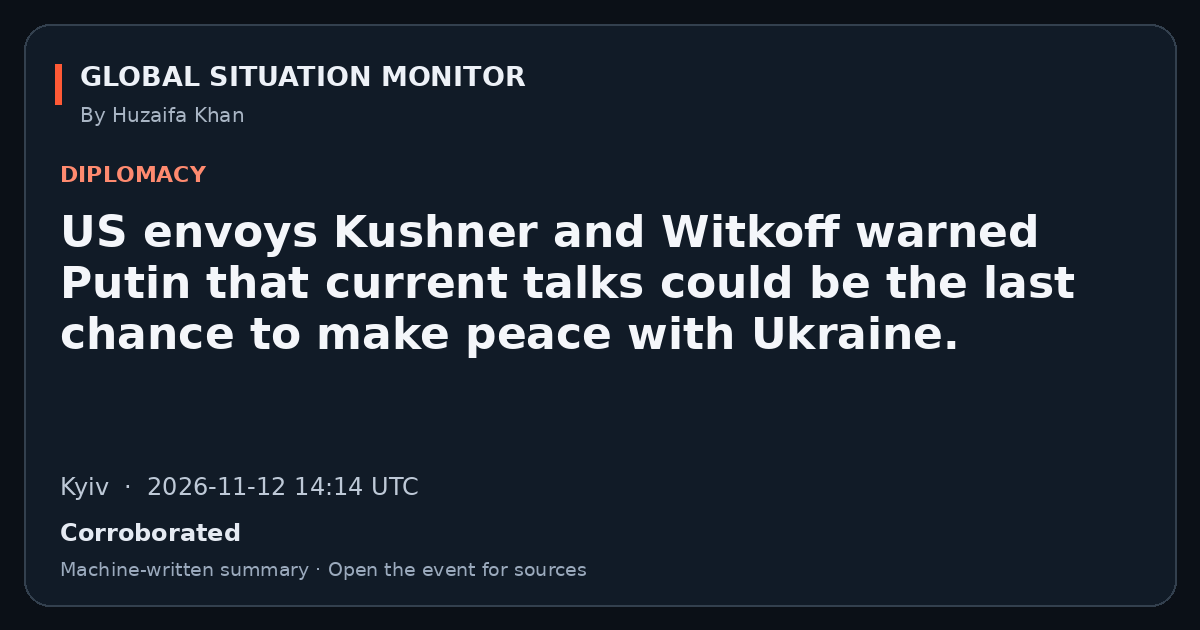 GLOBAL SITUATION MONITOR
By Huzaifa Khan
DIPLOMACY
US envoys Kushner and Witkoff warned
Putin that current talks could be the last
chance to make peace with Ukraine.
Kyiv · 2026-11-12 14:14 UTC
Corroborated
Machine-written summary · Open the event for sources